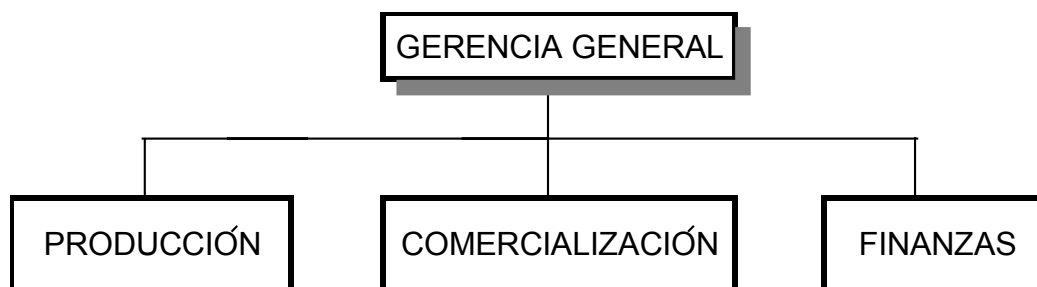 GERENCIA GENERAL
PRODUCCIÓN
COMERCIALIZACIÓN
FINANZAS